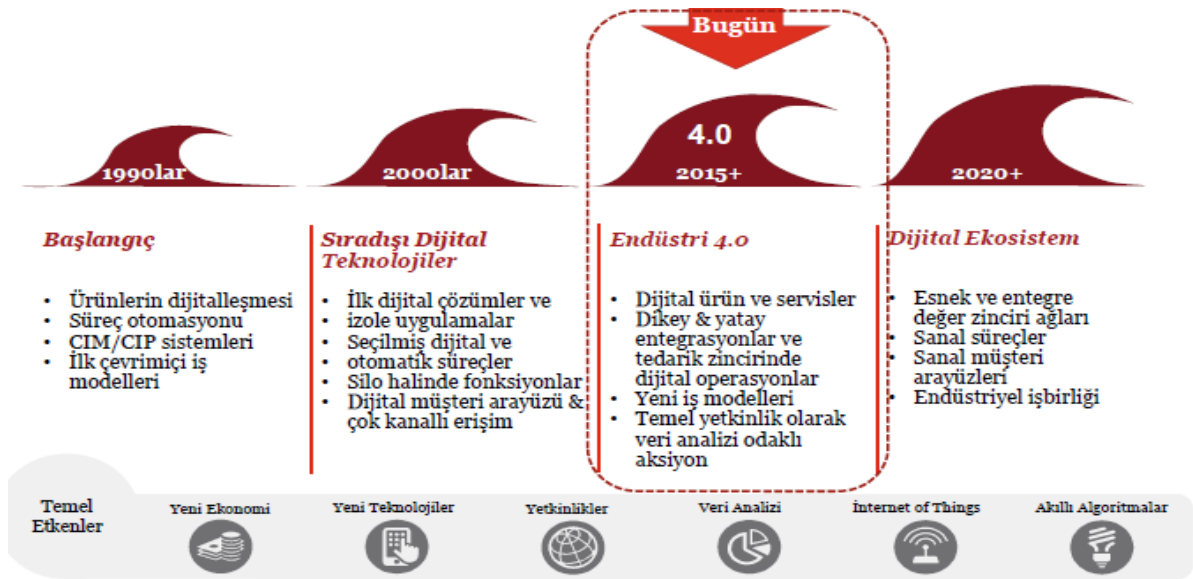 Bugün
1990lar
2000lar
4.0
2015+
2020+
Başlangıç
• Ürünlerin dijitalleşmesi
• Süreç otomasyonu
• CIM/CIP sistemleri
• İlk çevrimiçi iş
modelleri
Sıradışı Dijital
Teknolojiler
• İlk dijital çözümler ve
• izole uygulamalar
• Seçilmiş dijital ve
• otomatik süreçler
• Silo halinde fonksiyonlar
• Dijital müşteri arayüzü &
çok kanallı erişim
Endüstri 4.0
• Dijital ürün ve servisler
• Dikey & yatay
entegrasyonlar ve
tedarik zincirinde
dijital operasyonlar
• Yeni iş modelleri
• Temel yetkinlik olarak
veri analizi odaklı
aksiyon
Dijital Ekosistem
• Esnek ve entegre
değer zinciri ağları
• Sanal süreçler
• Sanal müşteri
arayüzleri
• Endüstriyel işbirliği
Temel
Etkenler
Yeni Ekonomi
Yeni Teknolojiler
Yetkinlikler
Veri Analizi
İnternet of Things
Akıllı Algoritmalar